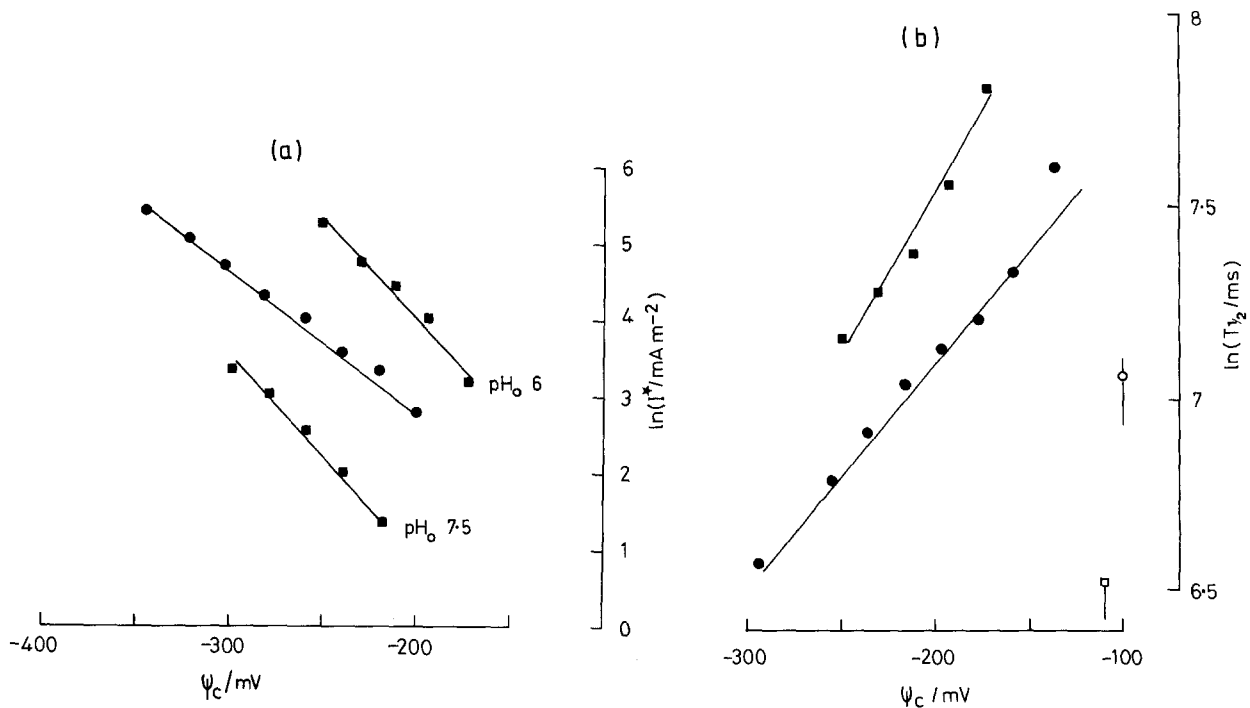 (a)
6
5
4
3
2
1
0
ln(I*/mA m⁻²)
pHₒ 6
pHₒ 7·5
-400
-300
-200
ψc /mV
(b)
8
7·5
7
6·5
ln(T½/ms)
-300
-200
-100
ψc /mV